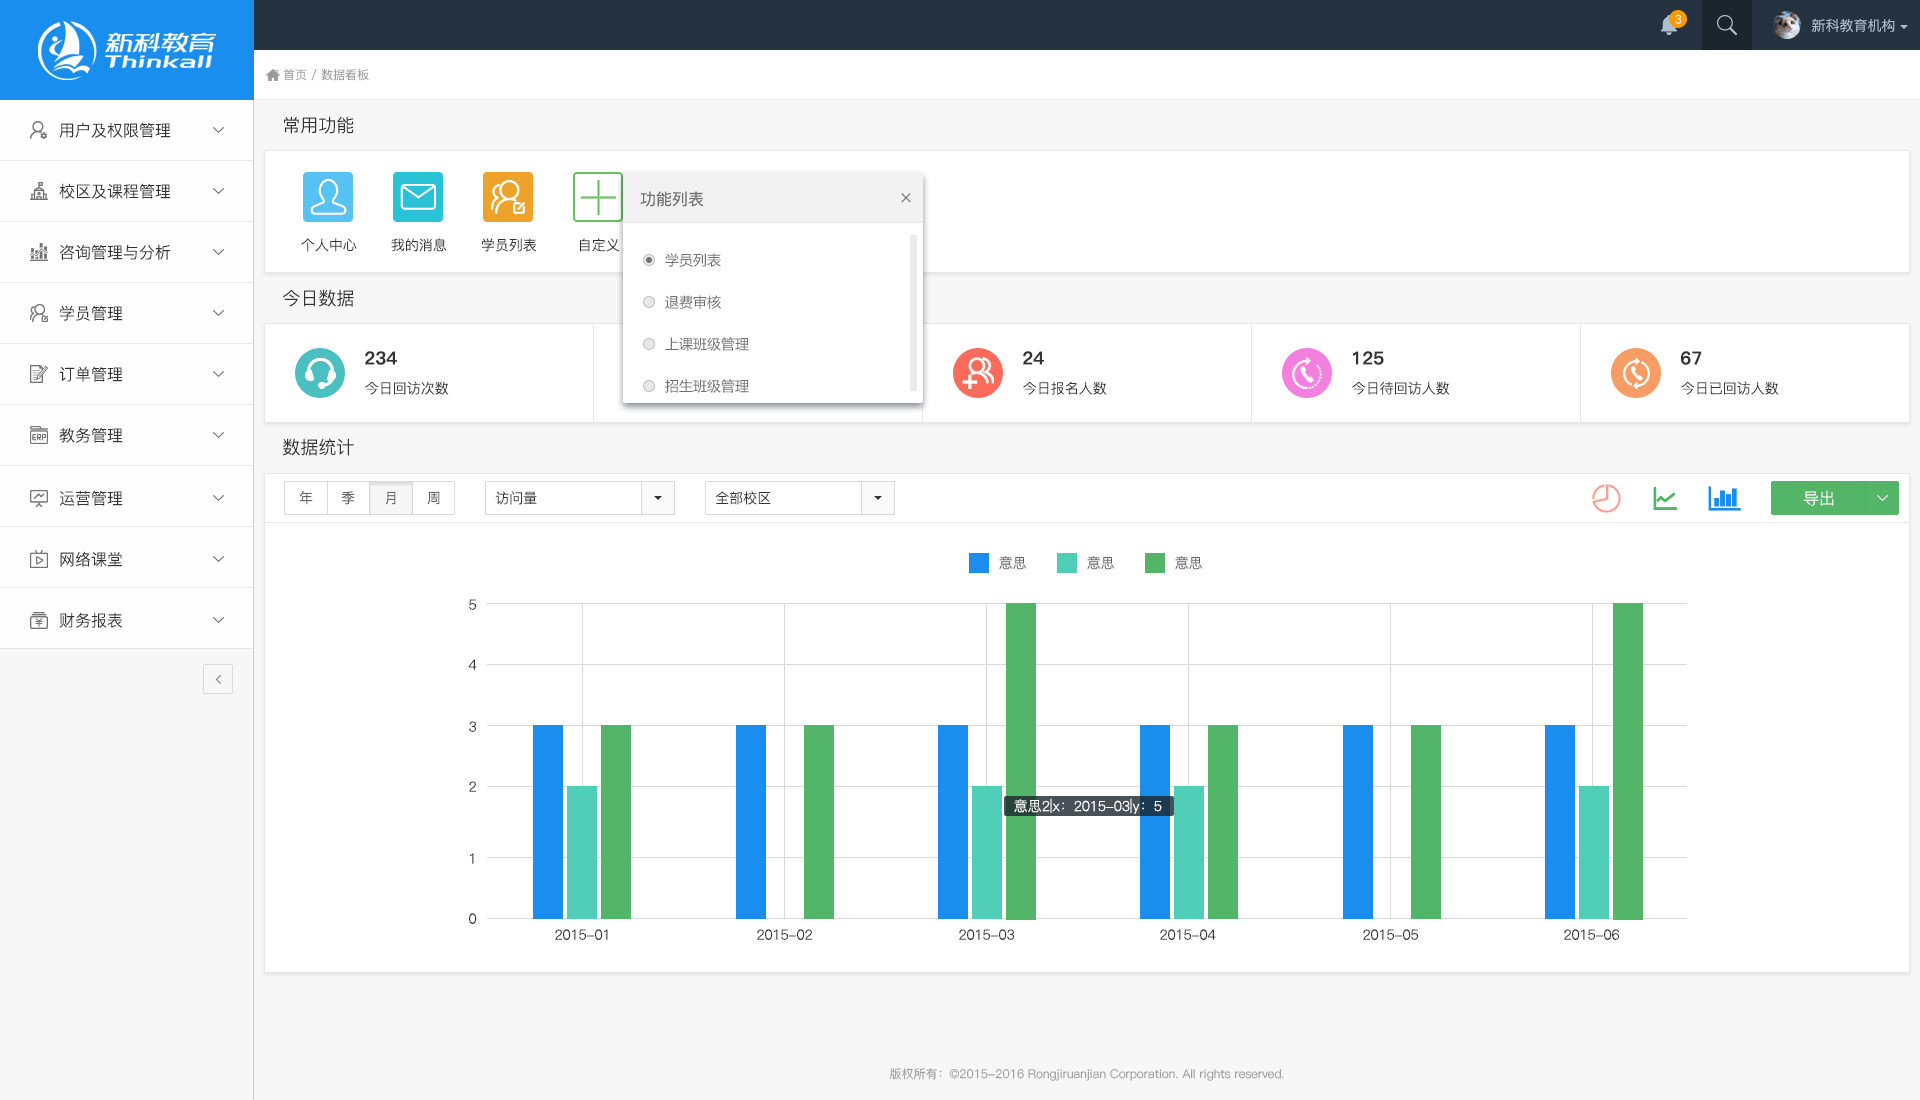 新科教育
Thinkall
3
新科教育机构
首页 / 数据看板
用户及权限管理
校区及课程管理
咨询管理与分析
学员管理
订单管理
ERP
教务管理
运营管理
网络课堂
财务报表
常用功能
个人中心
我的消息
学员列表
自定义
功能列表
学员列表
退费审核
上课班级管理
招生班级管理
今日数据
234
今日回访次数
24
今日报名人数
125
今日待回访人数
67
今日已回访人数
数据统计
年 季 月 周
访问量
全部校区
导出
意思 意思 意思
5
4
3
2
1
0
意思2|x：2015-03|y：5
2015-01 2015-02 2015-03 2015-04 2015-05 2015-06
版权所有：©2015-2016 Rongjiruanjian Corporation. All rights reserved.